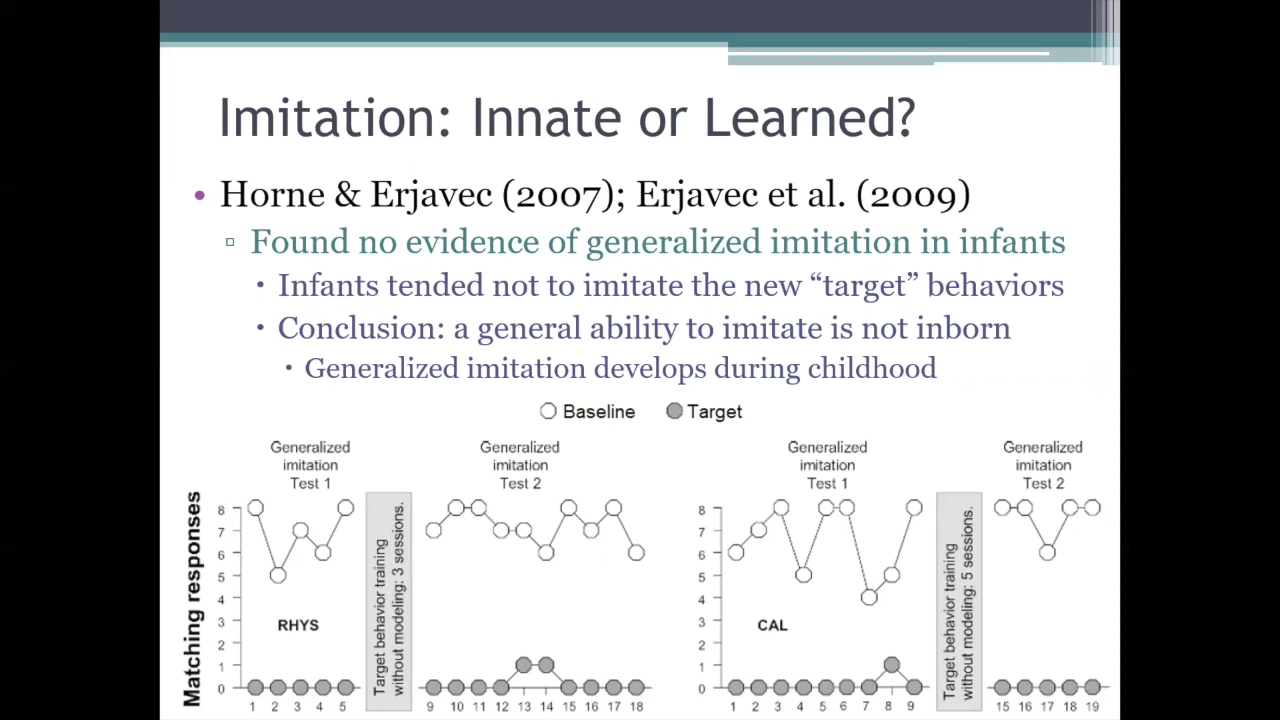 Imitation: Innate or Learned?
• Horne & Erjavec (2007); Erjavec et al. (2009)
▫ Found no evidence of generalized imitation in infants
▪ Infants tended not to imitate the new “target” behaviors
▪ Conclusion: a general ability to imitate is not inborn
▪ Generalized imitation develops during childhood
Baseline Target
Generalized
imitation
Test 1
Generalized
imitation
Test 2
Generalized
imitation
Test 1
Generalized
imitation
Test 2
Matching responses
8
7
6
5
4
3
2
1
0
RHYS
Target behavior training
without modeling: 3 sessions.
1 2 3 4 5
9 10 11 12 13 14 15 16 17 18
8
7
6
5
4
3
2
1
0
CAL
Target behavior training
without modeling: 5 sessions.
1 2 3 4 5 6 7 8 9
15 16 17 18 19